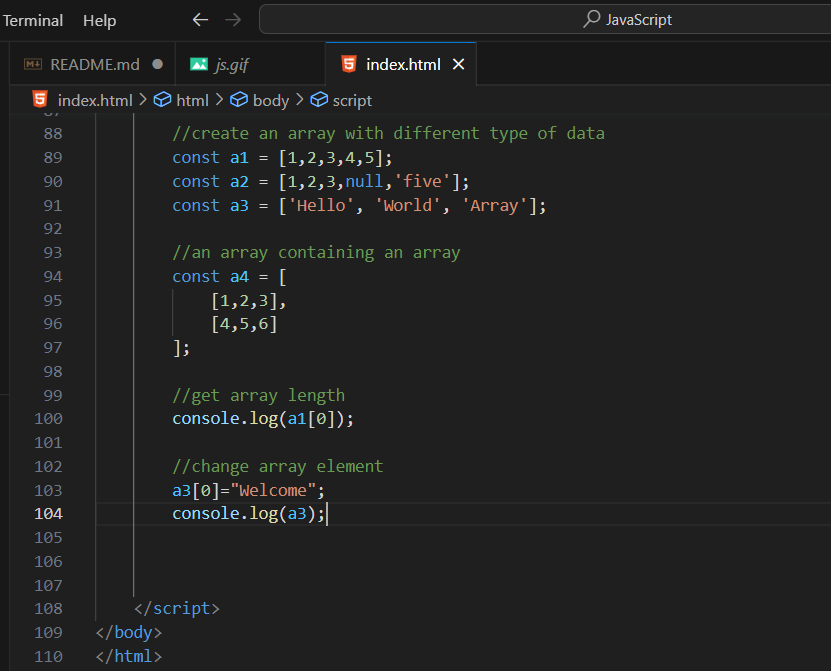 Terminal Help JavaScript
README.md js.gif index.html
index.html > html > body > script
88 //create an array with different type of data
89 const a1 = [1,2,3,4,5];
90 const a2 = [1,2,3,null,'five'];
91 const a3 = ['Hello', 'World', 'Array'];
92
93 //an array containing an array
94 const a4 = [
95 [1,2,3],
96 [4,5,6]
97 ];
98
99 //get array length
100 console.log(a1[0]);
101
102 //change array element
103 a3[0]="Welcome";
104 console.log(a3);
105
106
107
108 </script>
109 </body>
110 </html>